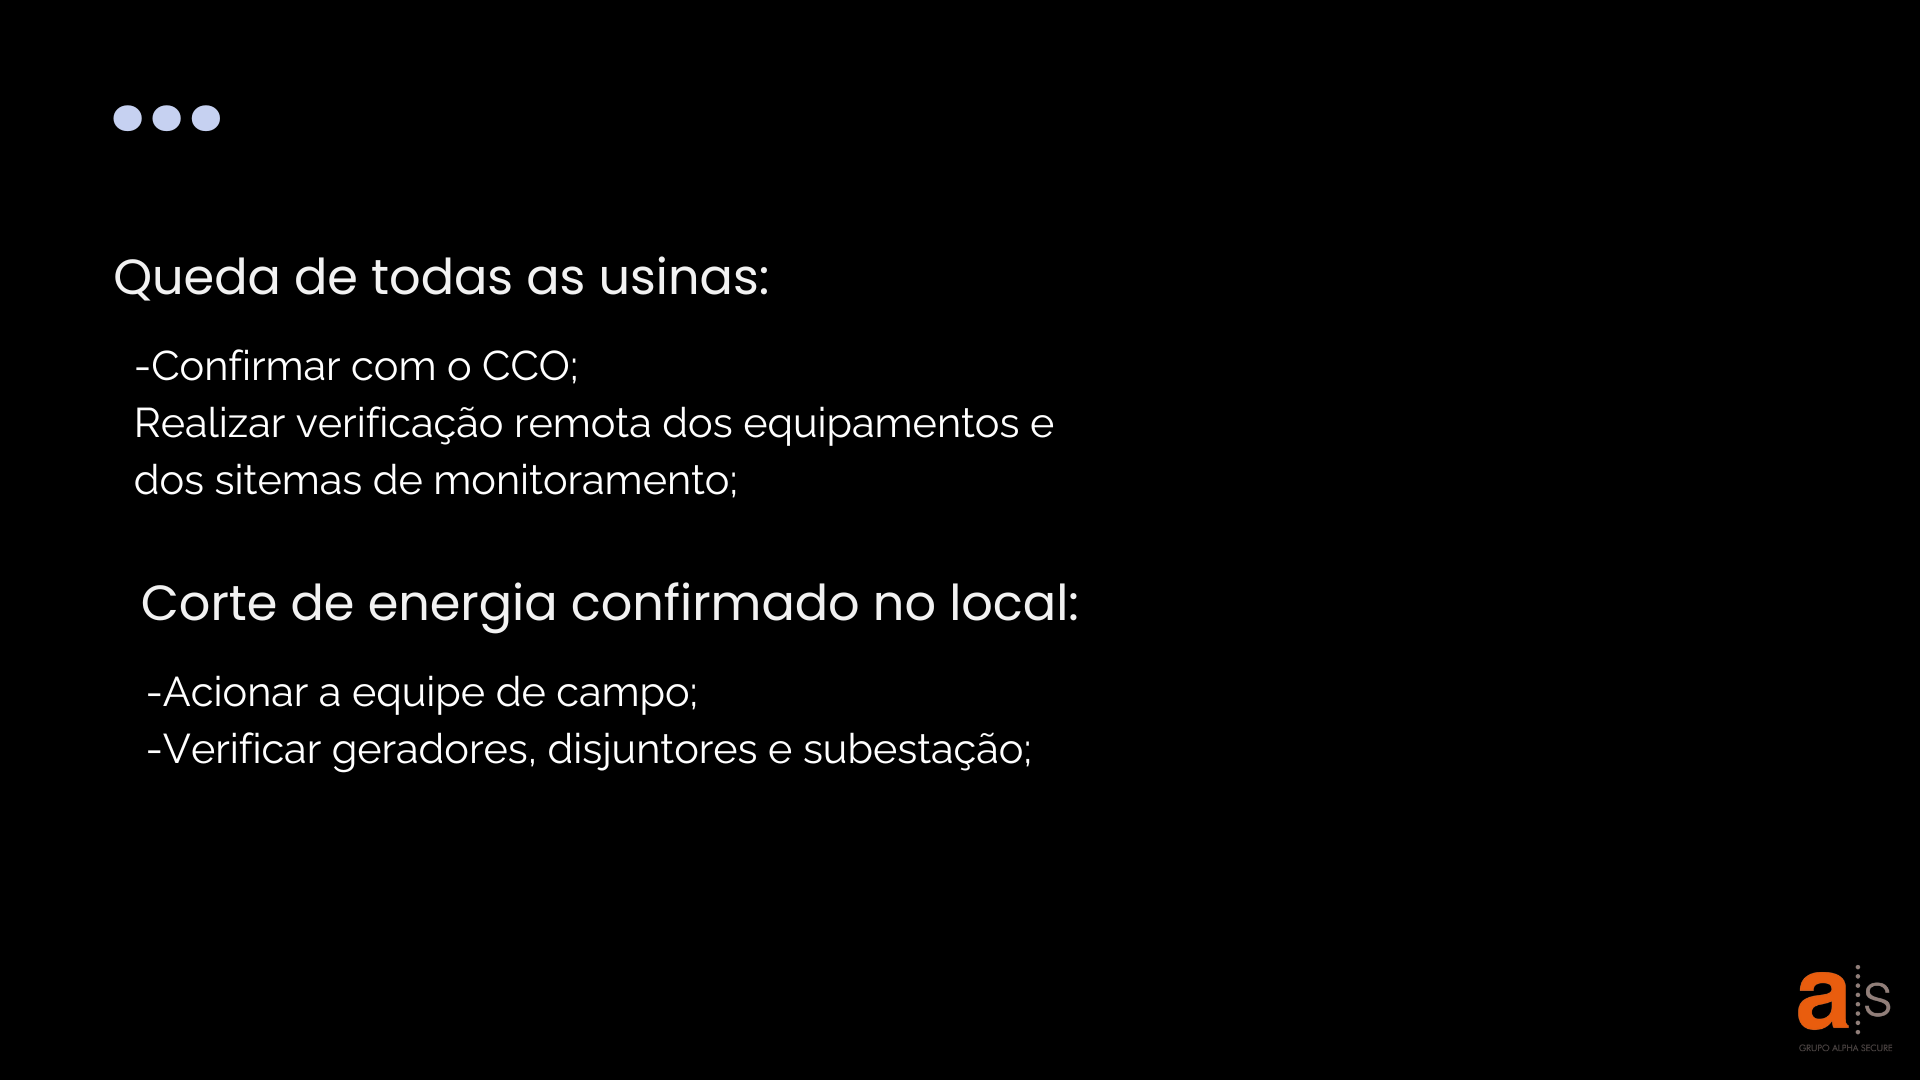 Queda de todas as usinas:
-Confirmar com o CCO;
Realizar verificação remota dos equipamentos e
dos sitemas de monitoramento;
Corte de energia confirmado no local:
-Acionar a equipe de campo;
-Verificar geradores, disjuntores e subestação;
a s
GRUPO ALPHA SECURE